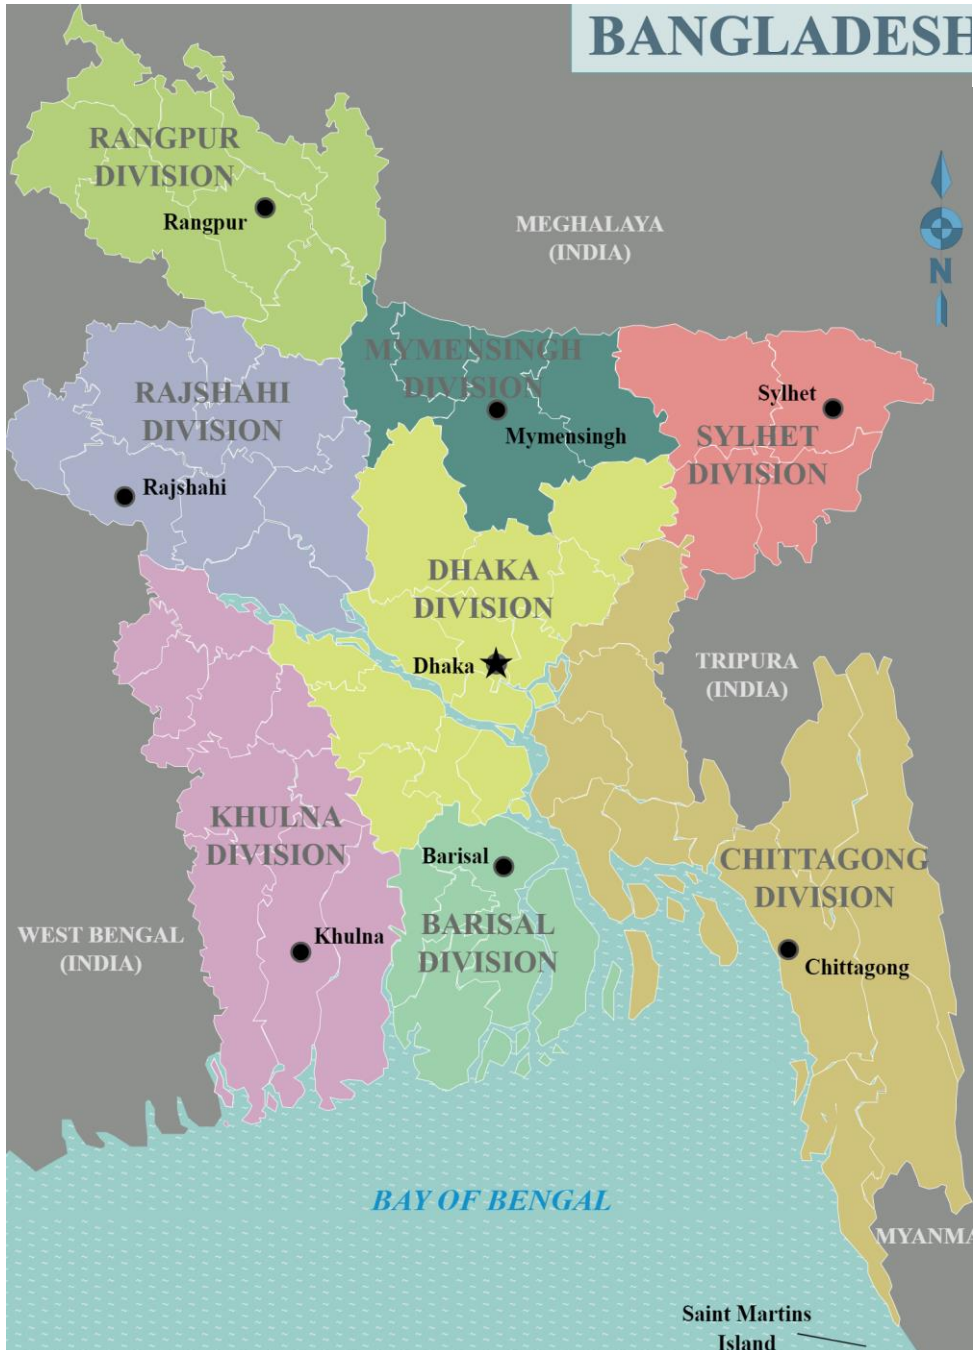 BANGLADESH
RANGPUR
DIVISION
Rangpur
MEGHALAYA
(INDIA)
N
MYMENSINGH
DIVISION
Mymensingh
RAJSHAHI
DIVISION
Rajshahi
Sylhet
SYLHET
DIVISION
DHAKA
DIVISION
Dhaka
TRIPURA
(INDIA)
KHULNA
DIVISION
Khulna
Barisal
BARISAL
DIVISION
CHITTAGONG
DIVISION
Chittagong
WEST BENGAL
(INDIA)
BAY OF BENGAL
MYANMA
Saint Martins
Island